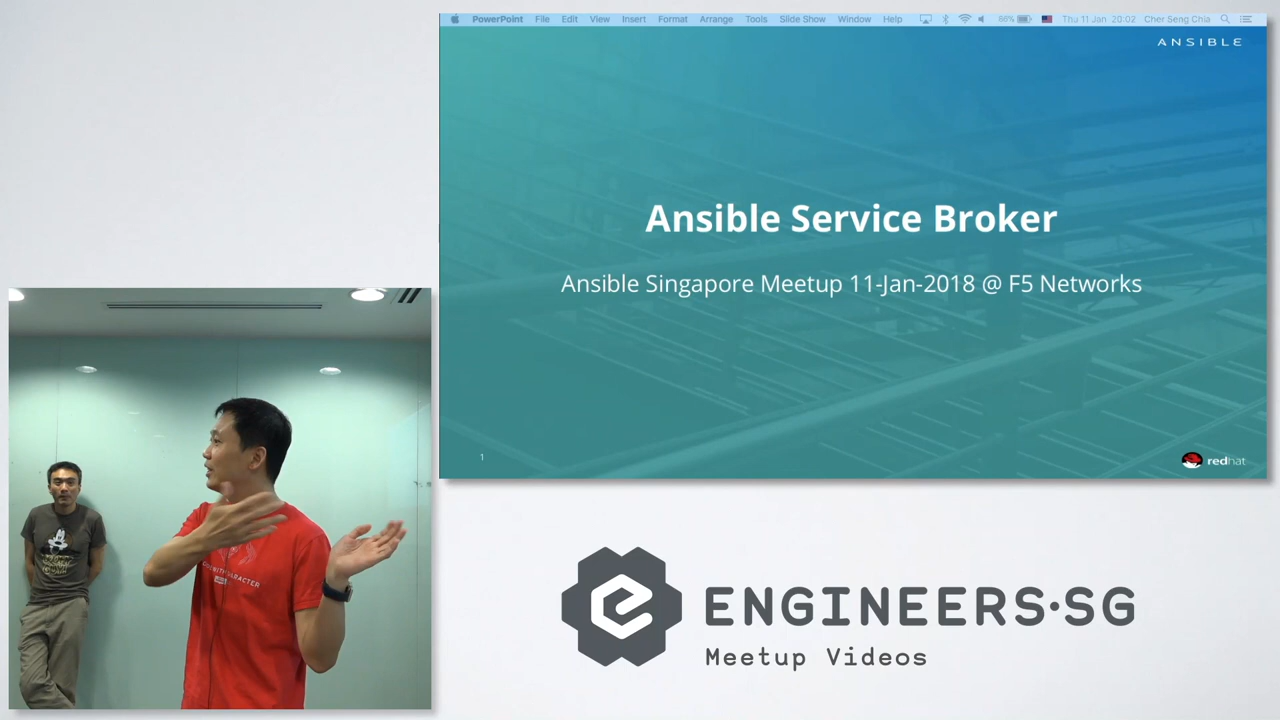 PowerPoint File Edit View Insert Format Arrange Tools Slide Show Window Help 86% Thu 11 Jan 20:02 Cher Seng Chia
ANSIBLE
Ansible Service Broker
Ansible Singapore Meetup 11-Jan-2018 @ F5 Networks
1
redhat
ENGINEERS·SG
Meetup Videos